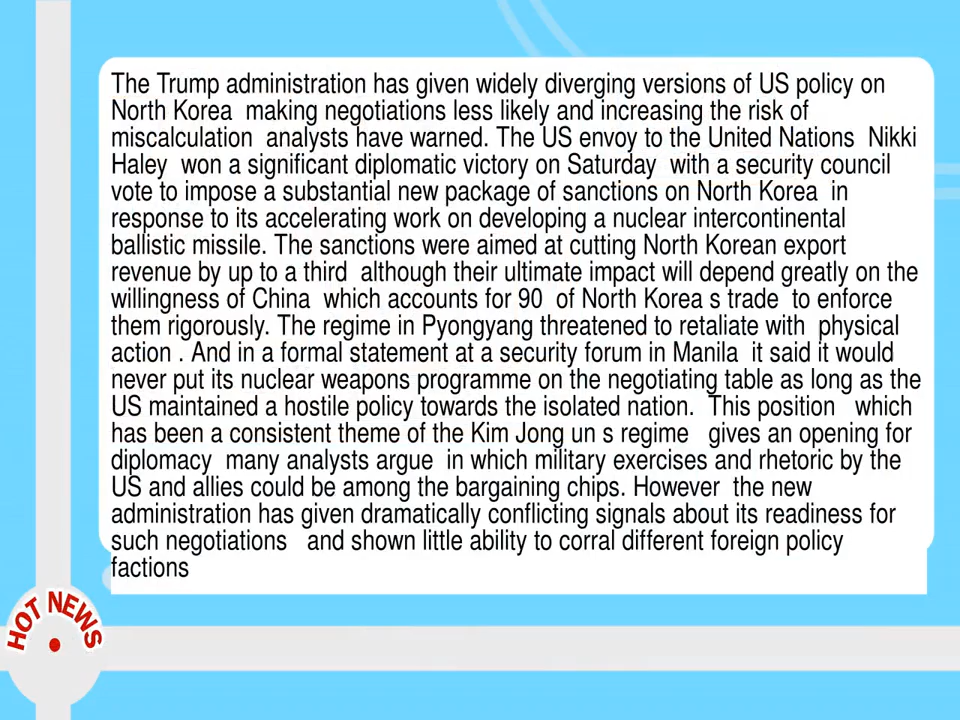 The Trump administration has given widely diverging versions of US policy on
North Korea  making negotiations less likely and increasing the risk of
miscalculation  analysts have warned. The US envoy to the United Nations  Nikki
Haley  won a significant diplomatic victory on Saturday  with a security council
vote to impose a substantial new package of sanctions on North Korea  in
response to its accelerating work on developing a nuclear intercontinental
ballistic missile. The sanctions were aimed at cutting North Korean export
revenue by up to a third  although their ultimate impact will depend greatly on the
willingness of China  which accounts for 90  of North Korea s trade  to enforce
them rigorously. The regime in Pyongyang threatened to retaliate with  physical
action . And in a formal statement at a security forum in Manila  it said it would
never put its nuclear weapons programme on the negotiating table as long as the
US maintained a hostile policy towards the isolated nation.  This position   which
has been a consistent theme of the Kim Jong un s regime   gives an opening for
diplomacy  many analysts argue  in which military exercises and rhetoric by the
US and allies could be among the bargaining chips. However  the new
administration has given dramatically conflicting signals about its readiness for
such negotiations   and shown little ability to corral different foreign policy
factions
HOT NEWS